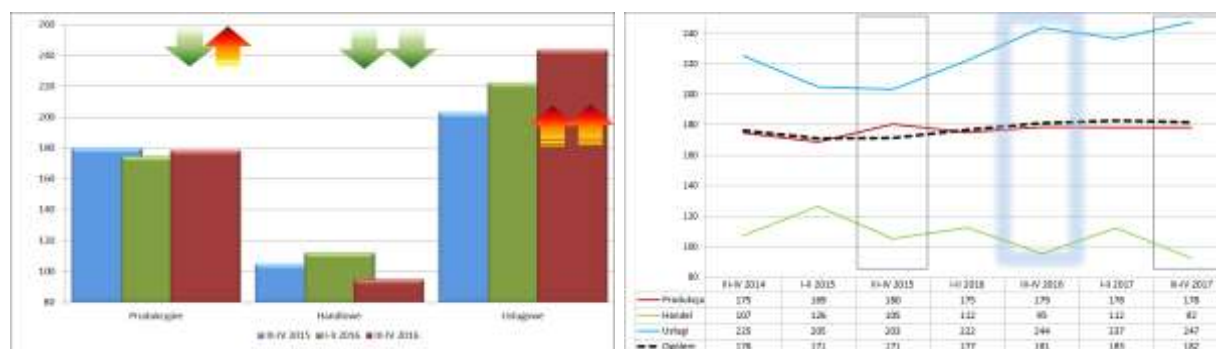 260
240
220
200
180
160
140
120
100
80
Produkcyjne Handlowe Usługowe
III-IV 2015 I-II 2016 III-IV 2016
240
220
200
180
160
140
120
100
80
III-IV 2014 I-II 2015 III-IV 2015 I-II 2016 III-IV 2016 I-II 2017 III-IV 2017
Produkcja 175 169 180 175 179 178 178
Handel 107 126 105 112 95 112 92
Usługi 225 205 203 222 244 237 247
Ogółem 176 171 171 177 181 183 182